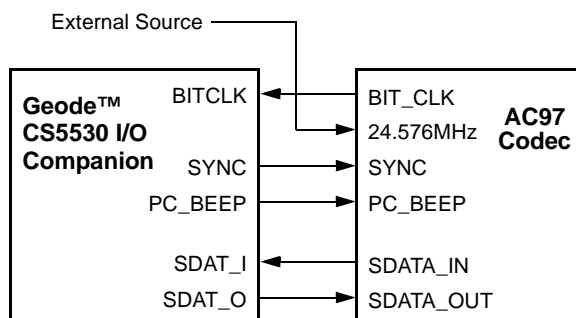 External Source
Geode™
CS5530 I/O
Companion
BITCLK
SYNC
PC_BEEP
SDAT_I
SDAT_O
BIT_CLK
24.576MHz
SYNC
PC_BEEP
SDATA_IN
SDATA_OUT
AC97
Codec